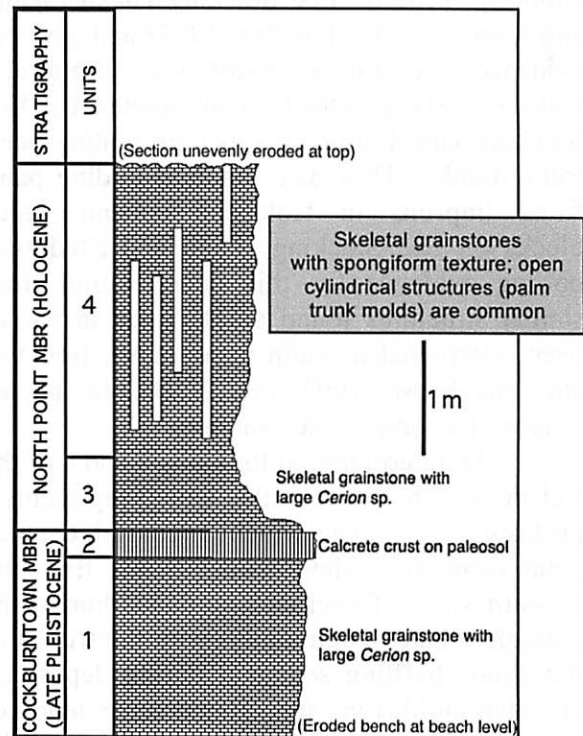 STRATIGRAPHY
UNITS
(Section unevenly eroded at top)
NORTH POINT MBR (HOLOCENE)
4
Skeletal grainstones
with spongiform texture; open
cylindrical structures (palm
trunk molds) are common
1m
3
Skeletal grainstone with
large Cerion sp.
2
Calcrete crust on paleosol
COCKBURNTOWN MBR
(LATE PLEISTOCENE)
1
Skeletal grainstone with
large Cerion sp.
(Eroded bench at beach level)